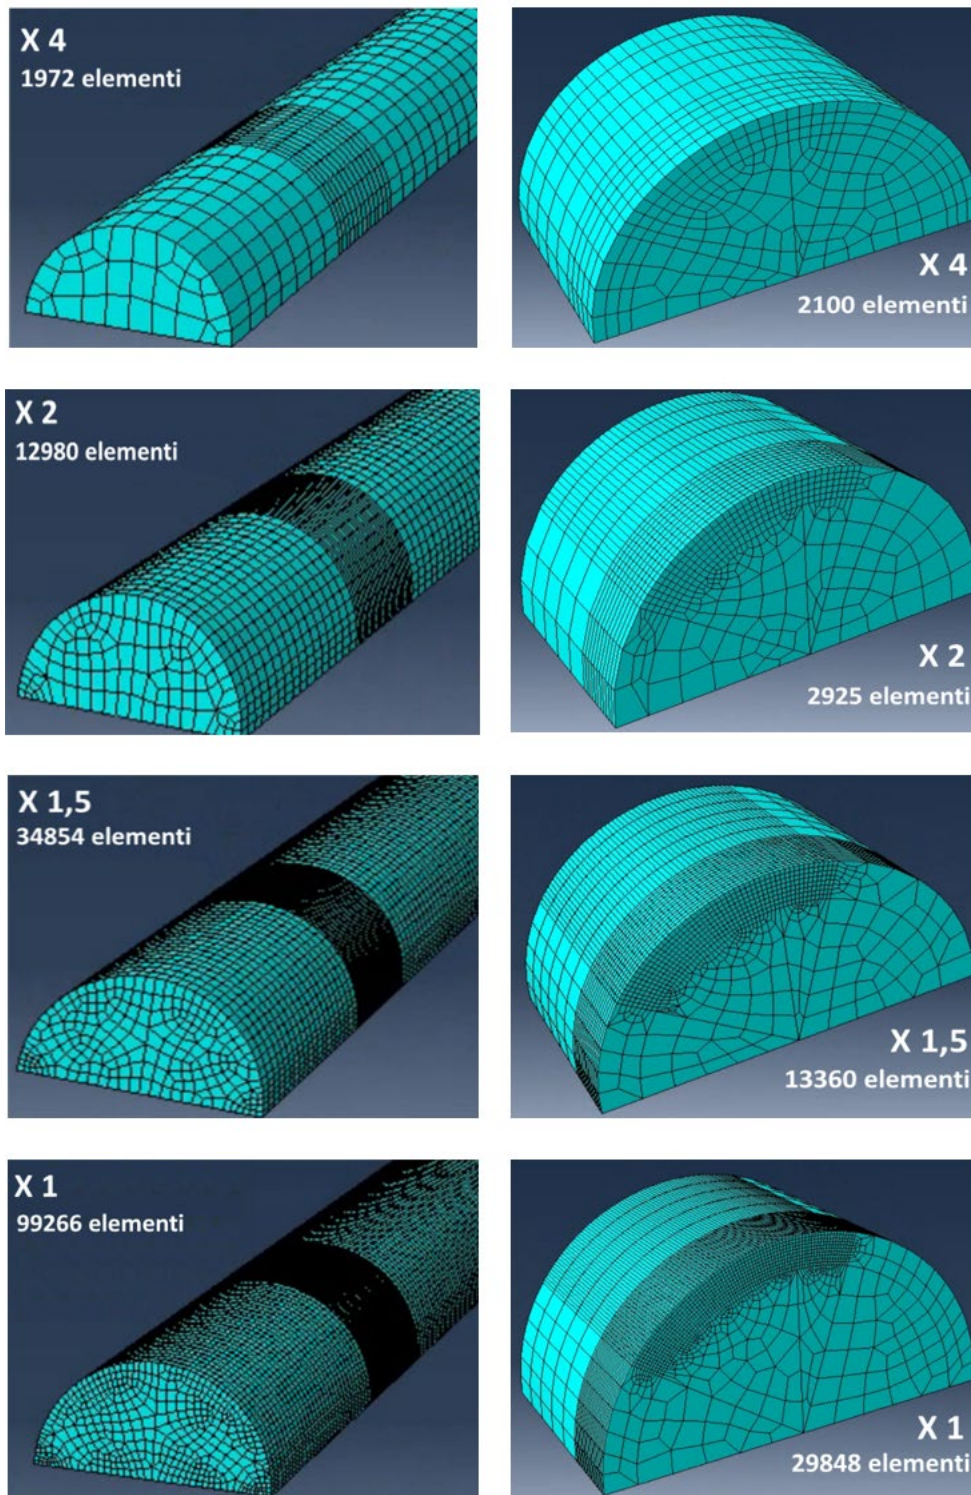 X 4
1972 elementi
X 4
2100 elementi
X 2
12980 elementi
X 2
2925 elementi
X 1,5
34854 elementi
X 1,5
13360 elementi
X 1
99266 elementi
X 1
29848 elementi